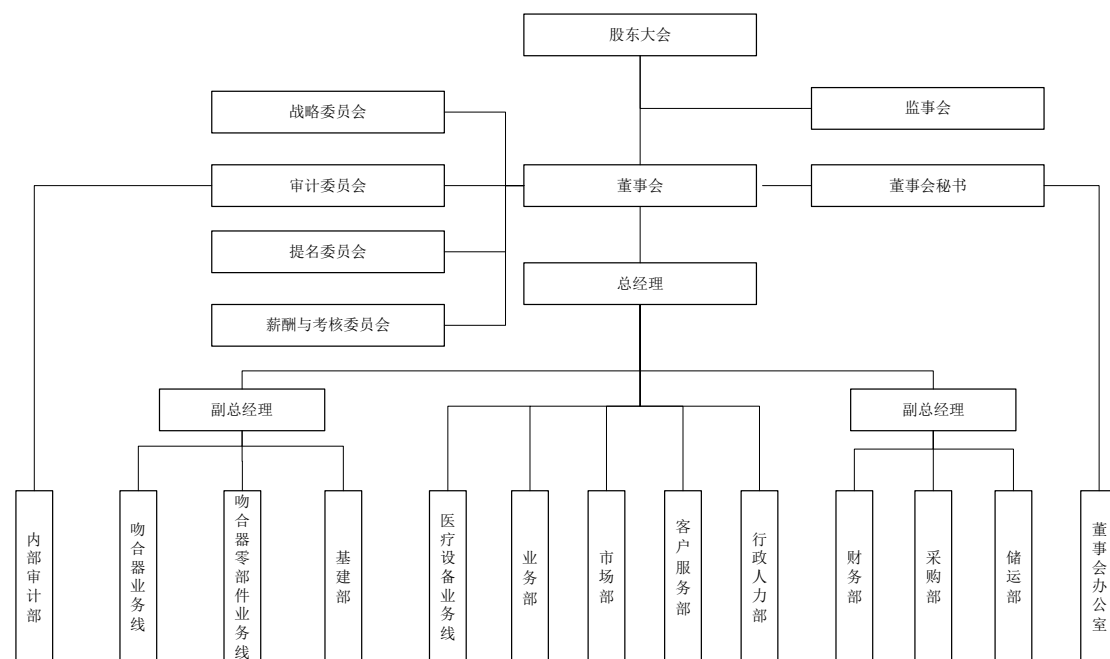 股东大会
监事会
战略委员会
审计委员会
董事会
董事会秘书
提名委员会
总经理
薪酬与考核委员会
副总经理
副总经理
内部审计部
吻合器业务线
吻合器零部件业务线
基建部
医疗设备业务线
业务部
市场部
客户服务部
行政人力部
财务部
采购部
储运部
董事会办公室